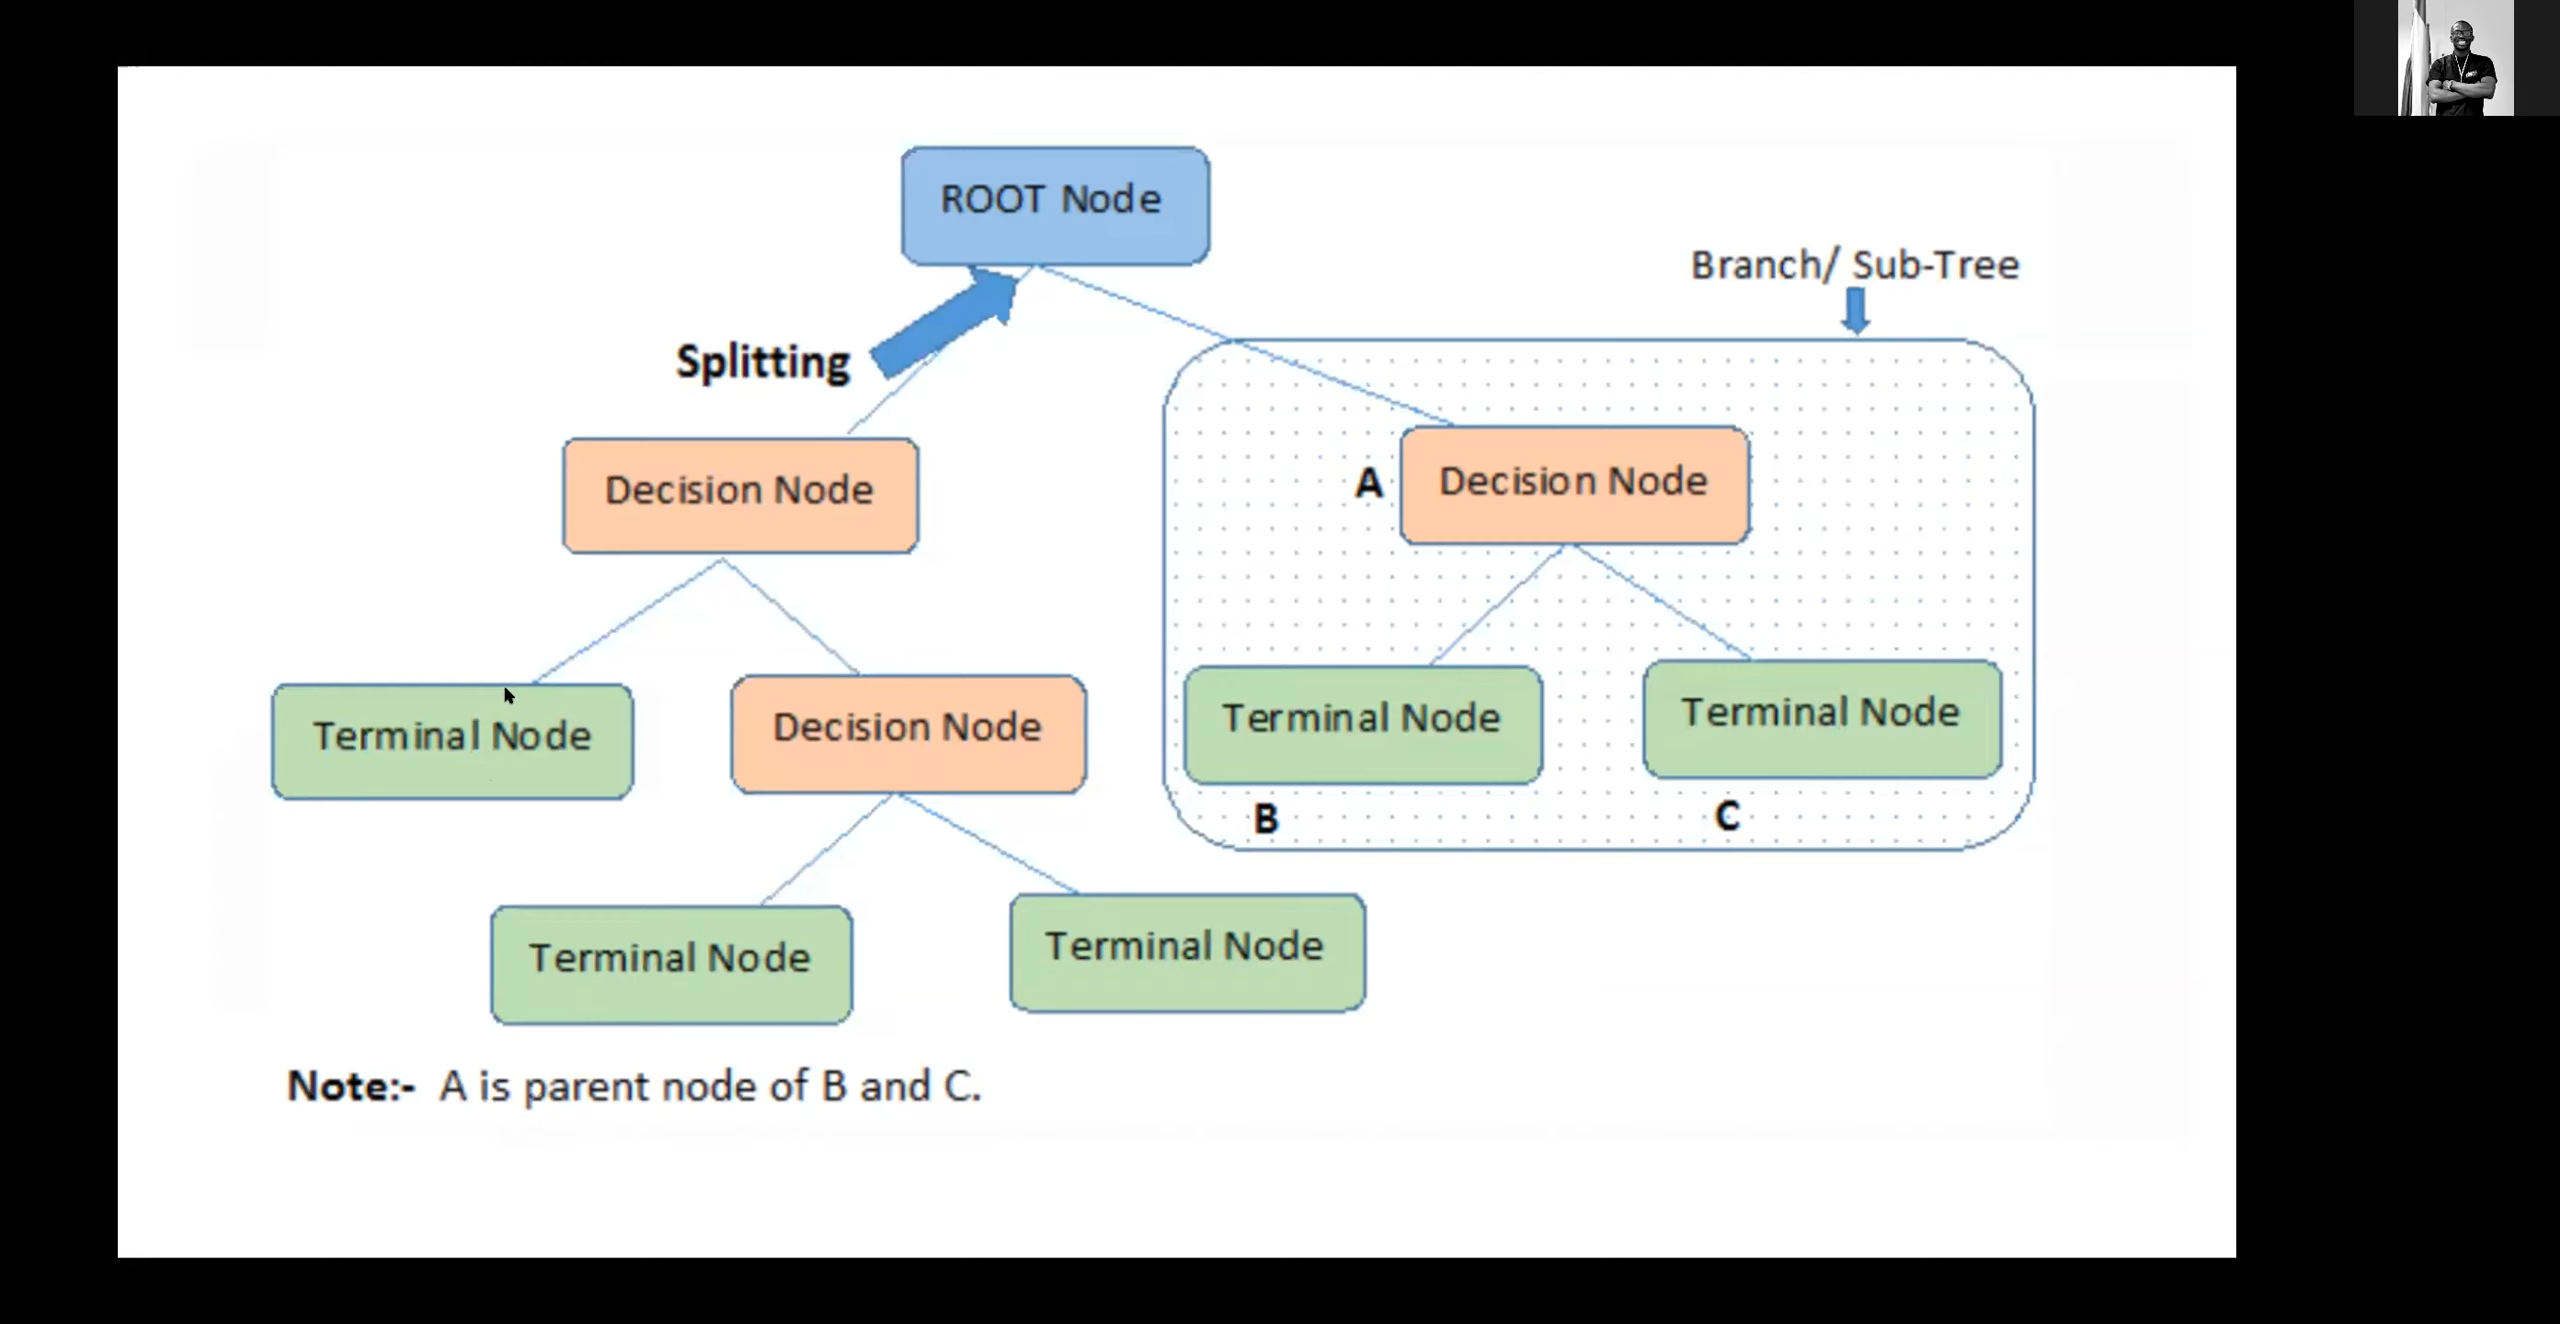 ROOT Node
Branch/ Sub-Tree
Splitting
Decision Node
A
Decision Node
Terminal Node
Decision Node
Terminal Node
Terminal Node
B
C
Terminal Node
Terminal Node
Note:- A is parent node of B and C.